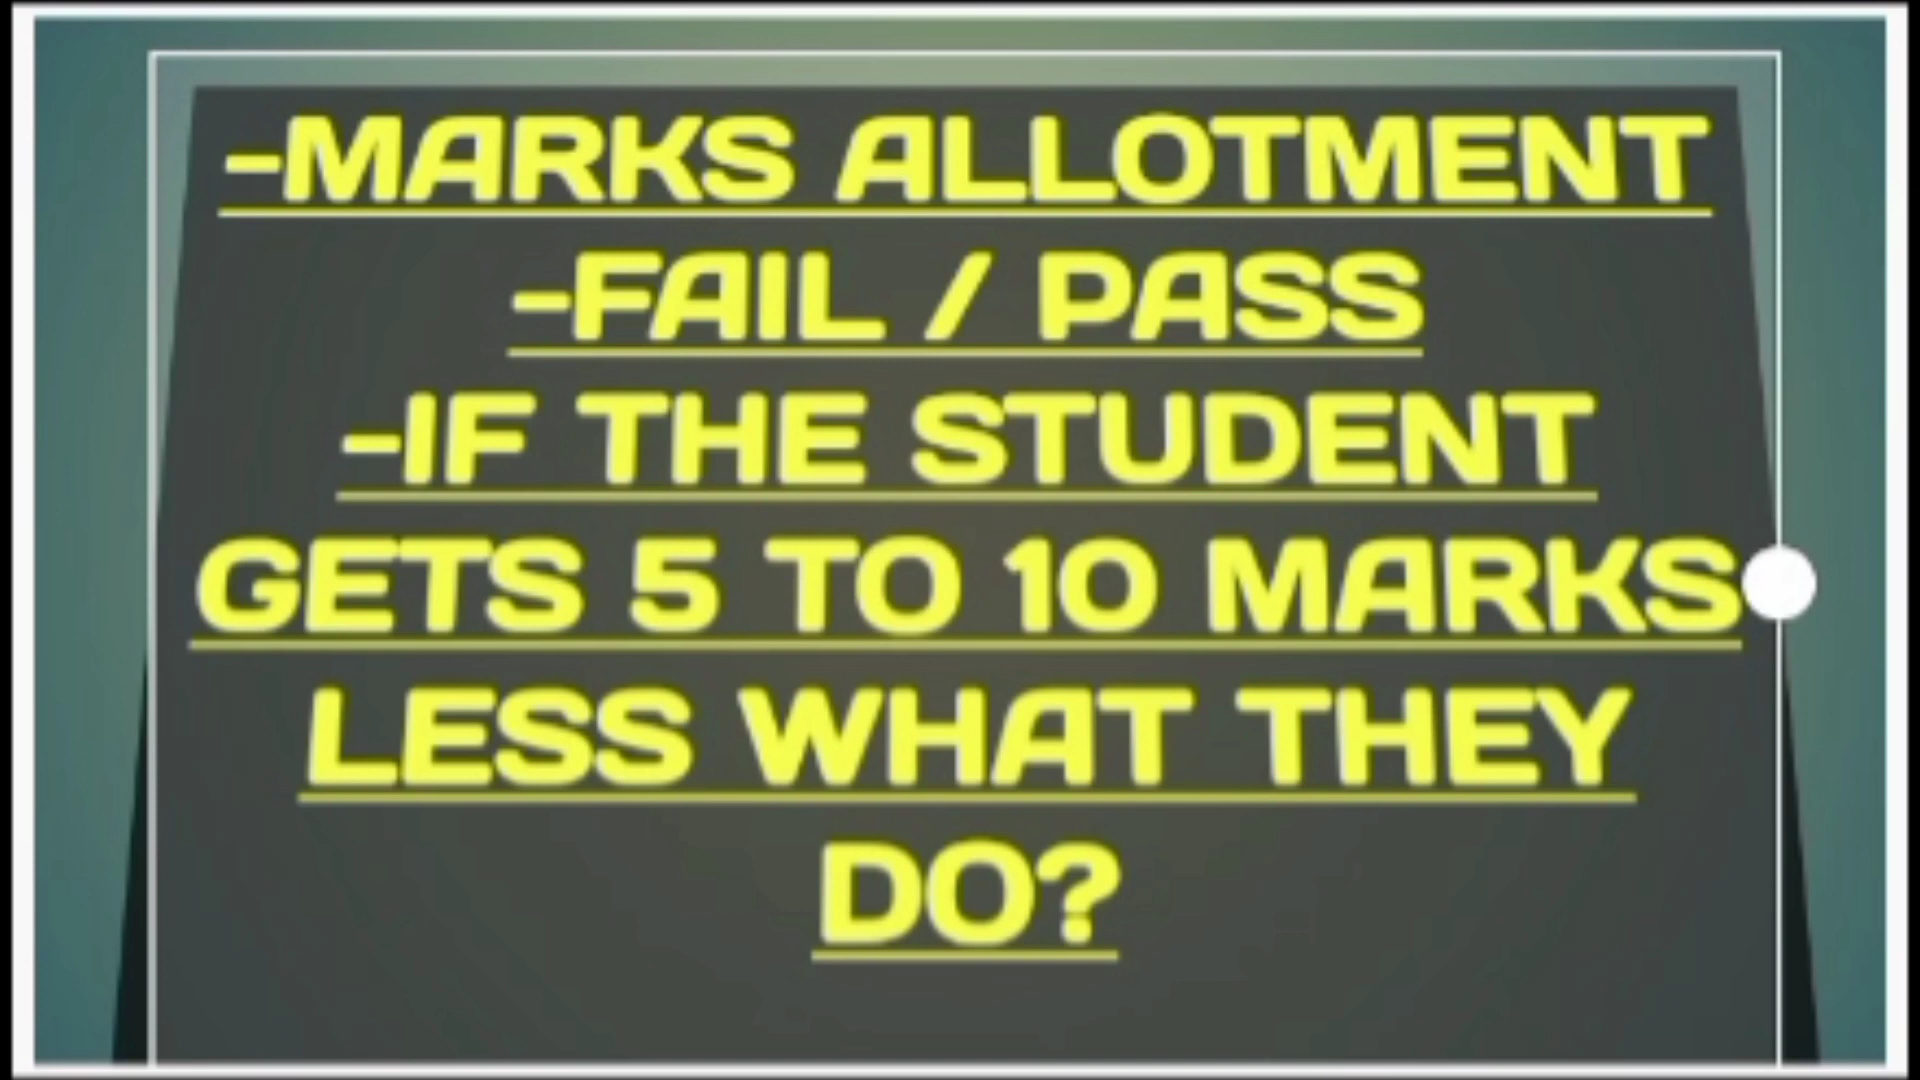 -MARKS ALLOTMENT
-FAIL / PASS
-IF THE STUDENT
GETS 5 TO 10 MARKS
LESS WHAT THEY
DO?